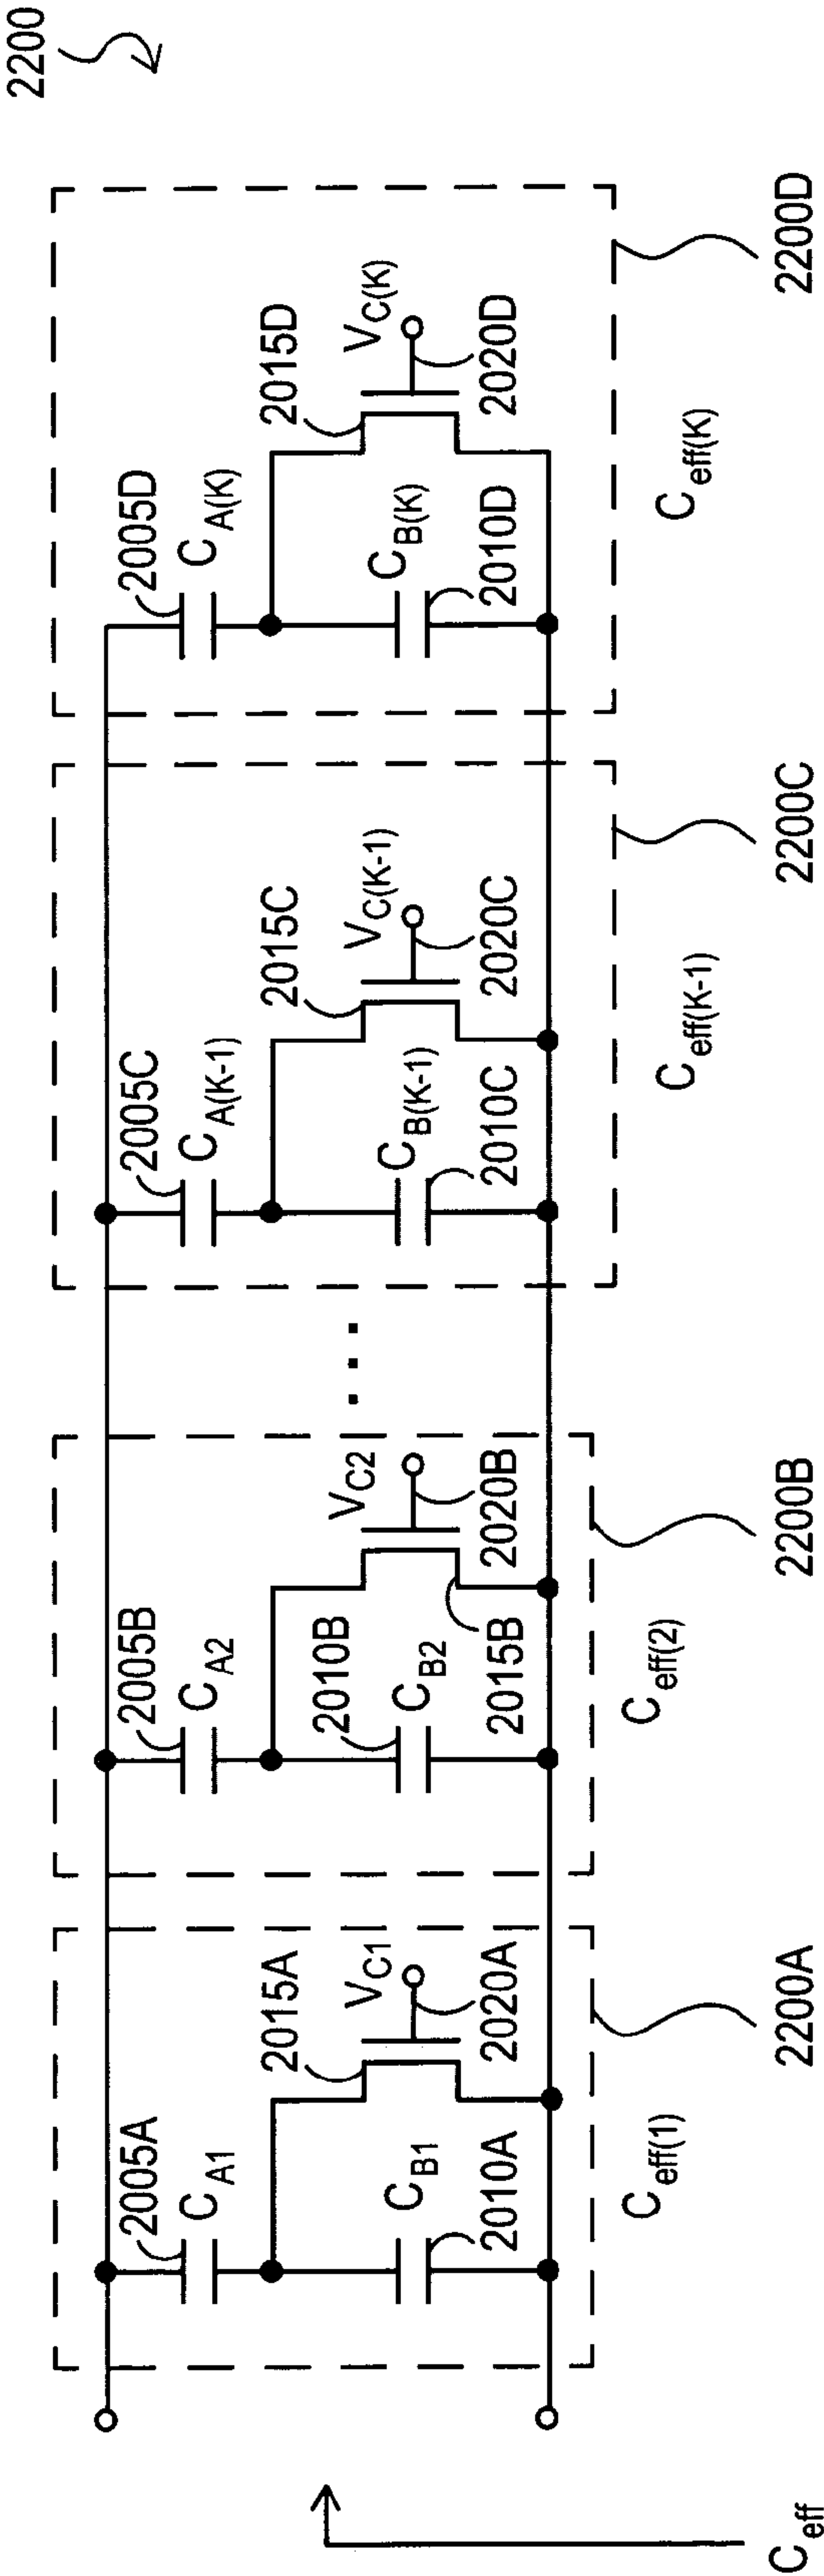 2200
2005A
C_A1
2015A
V_C1
C_B1
2010A
2020A
C_eff(1)
2200A
2005B
C_A2
2010B
V_C2
C_B2
2015B
2020B
C_eff(2)
2200B
. . .
2005C
C_A(K-1)
2015C
V_C(K-1)
C_B(K-1)
2010C
2020C
C_eff(K-1)
2200C
2005D
C_A(K)
2015D
V_C(K)
C_B(K)
2010D
2020D
C_eff(K)
2200D
C_eff